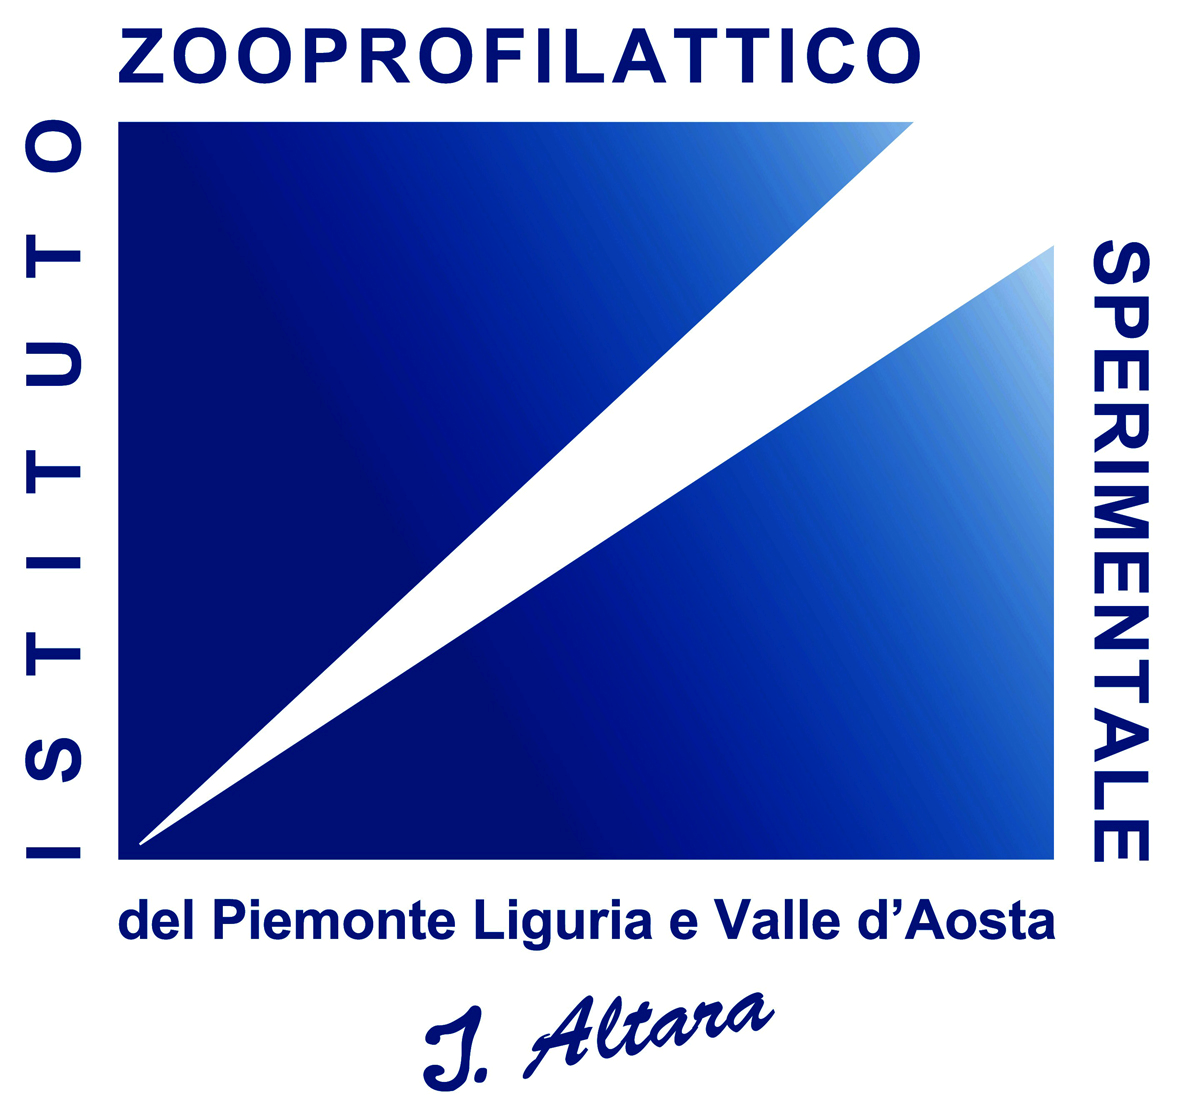 ISTITUTO
ZOOPROFILATTICO
SPERIMENTALE
del Piemonte Liguria e Valle d’Aosta
I. Altara